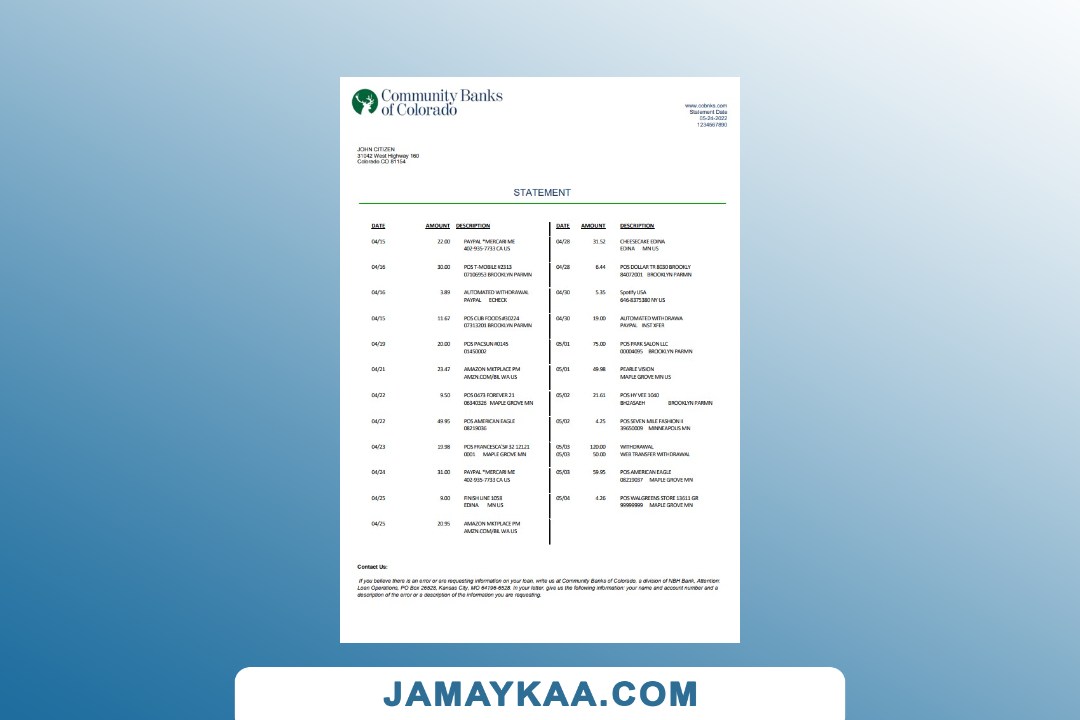 Community Banks
of Colorado
www.cobnks.com
Statement Date
05-24-2022
1234567890
JOHN CITIZEN
31042 West Highway 160
Colorado CO 81154
STATEMENT
DATE AMOUNT DESCRIPTION
04/15 22.00 PAYPAL *MERCARI ME
402-935-7733 CA US
04/16 30.00 POS T-MOBILE #2313
07106953 BROOKLYN PARMN
04/16 3.89 AUTOMATED WITHDRAWAL
PAYPAL ECHECK
04/15 11.67 POS CUB FOODS #30224
07313201 BROOKLYN PARMN
04/19 20.00 POS PACSUN #0145
01450002
04/21 23.47 AMAZON MKTPLACE PM
AMZN.COM/BIL WA US
04/22 9.50 POS 0473 FOREVER 21
06340326 MAPLE GROVE MN
04/22 49.95 POS AMERICAN EAGLE
08219036
04/23 19.98 POS FRANCESCA'S# 32 12121
0001 MAPLE GROVE MN
04/24 31.00 PAYPAL *MERCARI ME
402-935-7733 CA US
04/25 9.00 FINISH LINE 1058
EDINA MN US
04/25 20.95 AMAZON MKTPLACE PM
AMZN.COM/BIL WA US
DATE AMOUNT DESCRIPTION
04/28 31.52 CHEESECAKE EDINA
EDINA MN US
04/28 6.44 POS DOLLAR TR 8030 BROOKLY
84072001 BROOKLYN PARMN
04/30 5.35 Spotify USA
646-8375380 NY US
04/30 19.00 AUTOMATED WITHDRAWA
PAYPAL INST XFER
05/01 75.00 POS PARK SALON LLC
00004095 BROOKLYN PARMN
05/01 49.98 PEARLE VISION
MAPLE GROVE MN US
05/02 21.61 POS HY VEE 1040
BROOKLYN PARMN
05/02 4.25 POS SEVEN MILE FASHION II
39650009 MINNEAPOLIS MN
05/03 120.00 WITHDRAWAL
05/03 50.00 WEB TRANSFER WITHDRAWAL
05/03 59.95 POS AMERICAN EAGLE
08219037 MAPLE GROVE MN
05/04 4.26 POS WALGREENS STORE 13611 GR
99999999 MAPLE GROVE MN
Contact Us:
If you believe there is an error or are requesting information on your loan, write us at Community Banks of Colorado, a division of NBH Bank, Attention:
Loan Operations, PO Box 26828, Kansas City, MO 64196-6528. In your letter, give us the following information: your name and account number and a
description of the error or a description of the information you are requesting.
JAMAYKAA.COM